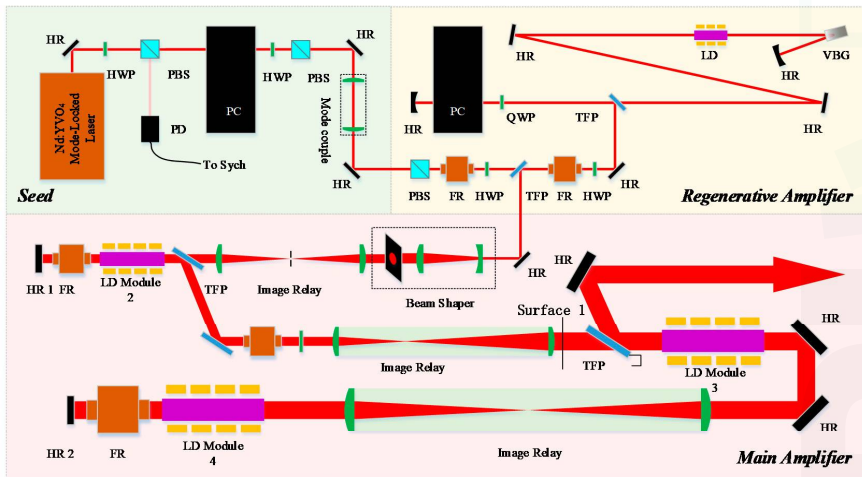 HR
HWP
PBS
PC
HWP
PBS
HR
Nd:YVO₄
Mode-Locked
Laser
PD
To Sych
Mode couple
HR
Seed
HR
PC
QWP
TFP
HR
LD
HR
VBG
HR
PBS
FR
HWP
TFP
FR
HWP
HR
Regenerative Amplifier
HR 1
FR
LD Module
2
TFP
Image Relay
Beam Shaper
HR
HR
Surface 1
Image Relay
TFP
LD Module
3
HR
HR
HR 2
FR
LD Module
4
Image Relay
Main Amplifier